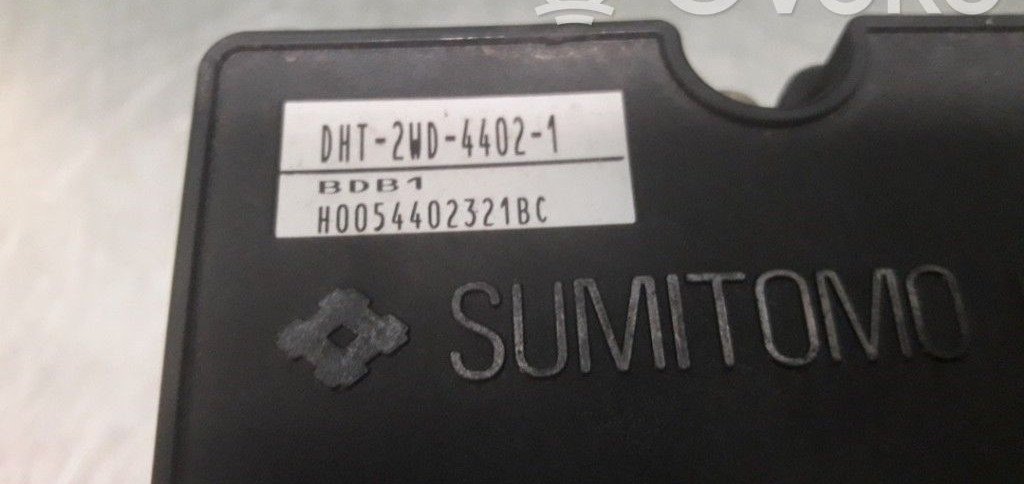 DHT-2WD-4402-1
BDB1
H0054402321BC
SUMITOMO